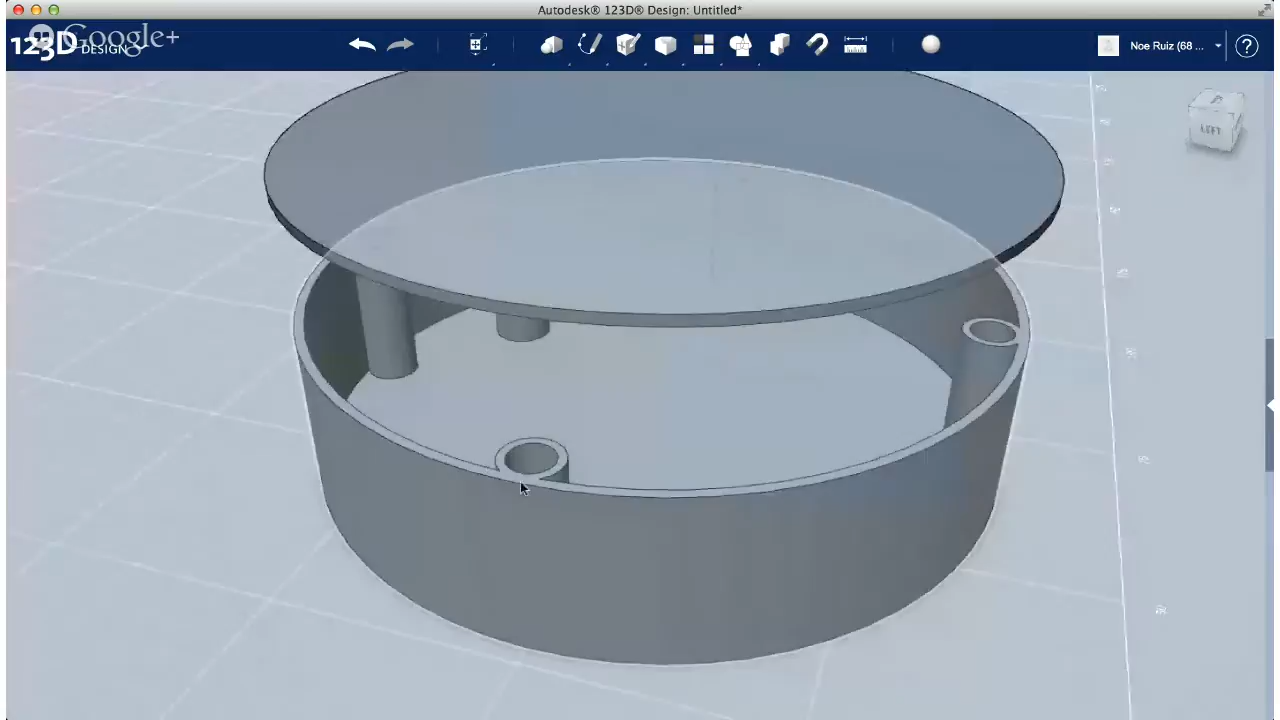 Autodesk® 123D® Design: Untitled*
Google+
123D DESIGN
Noe Ruiz (68 ...
?
LEFT